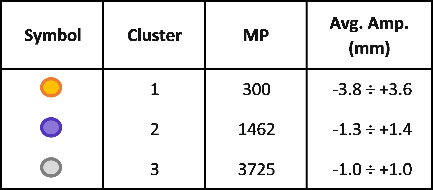 Symbol Cluster MP Avg. Amp. (mm)
1 300 -3.8 ÷ +3.6
2 1462 -1.3 ÷ +1.4
3 3725 -1.0 ÷ +1.0